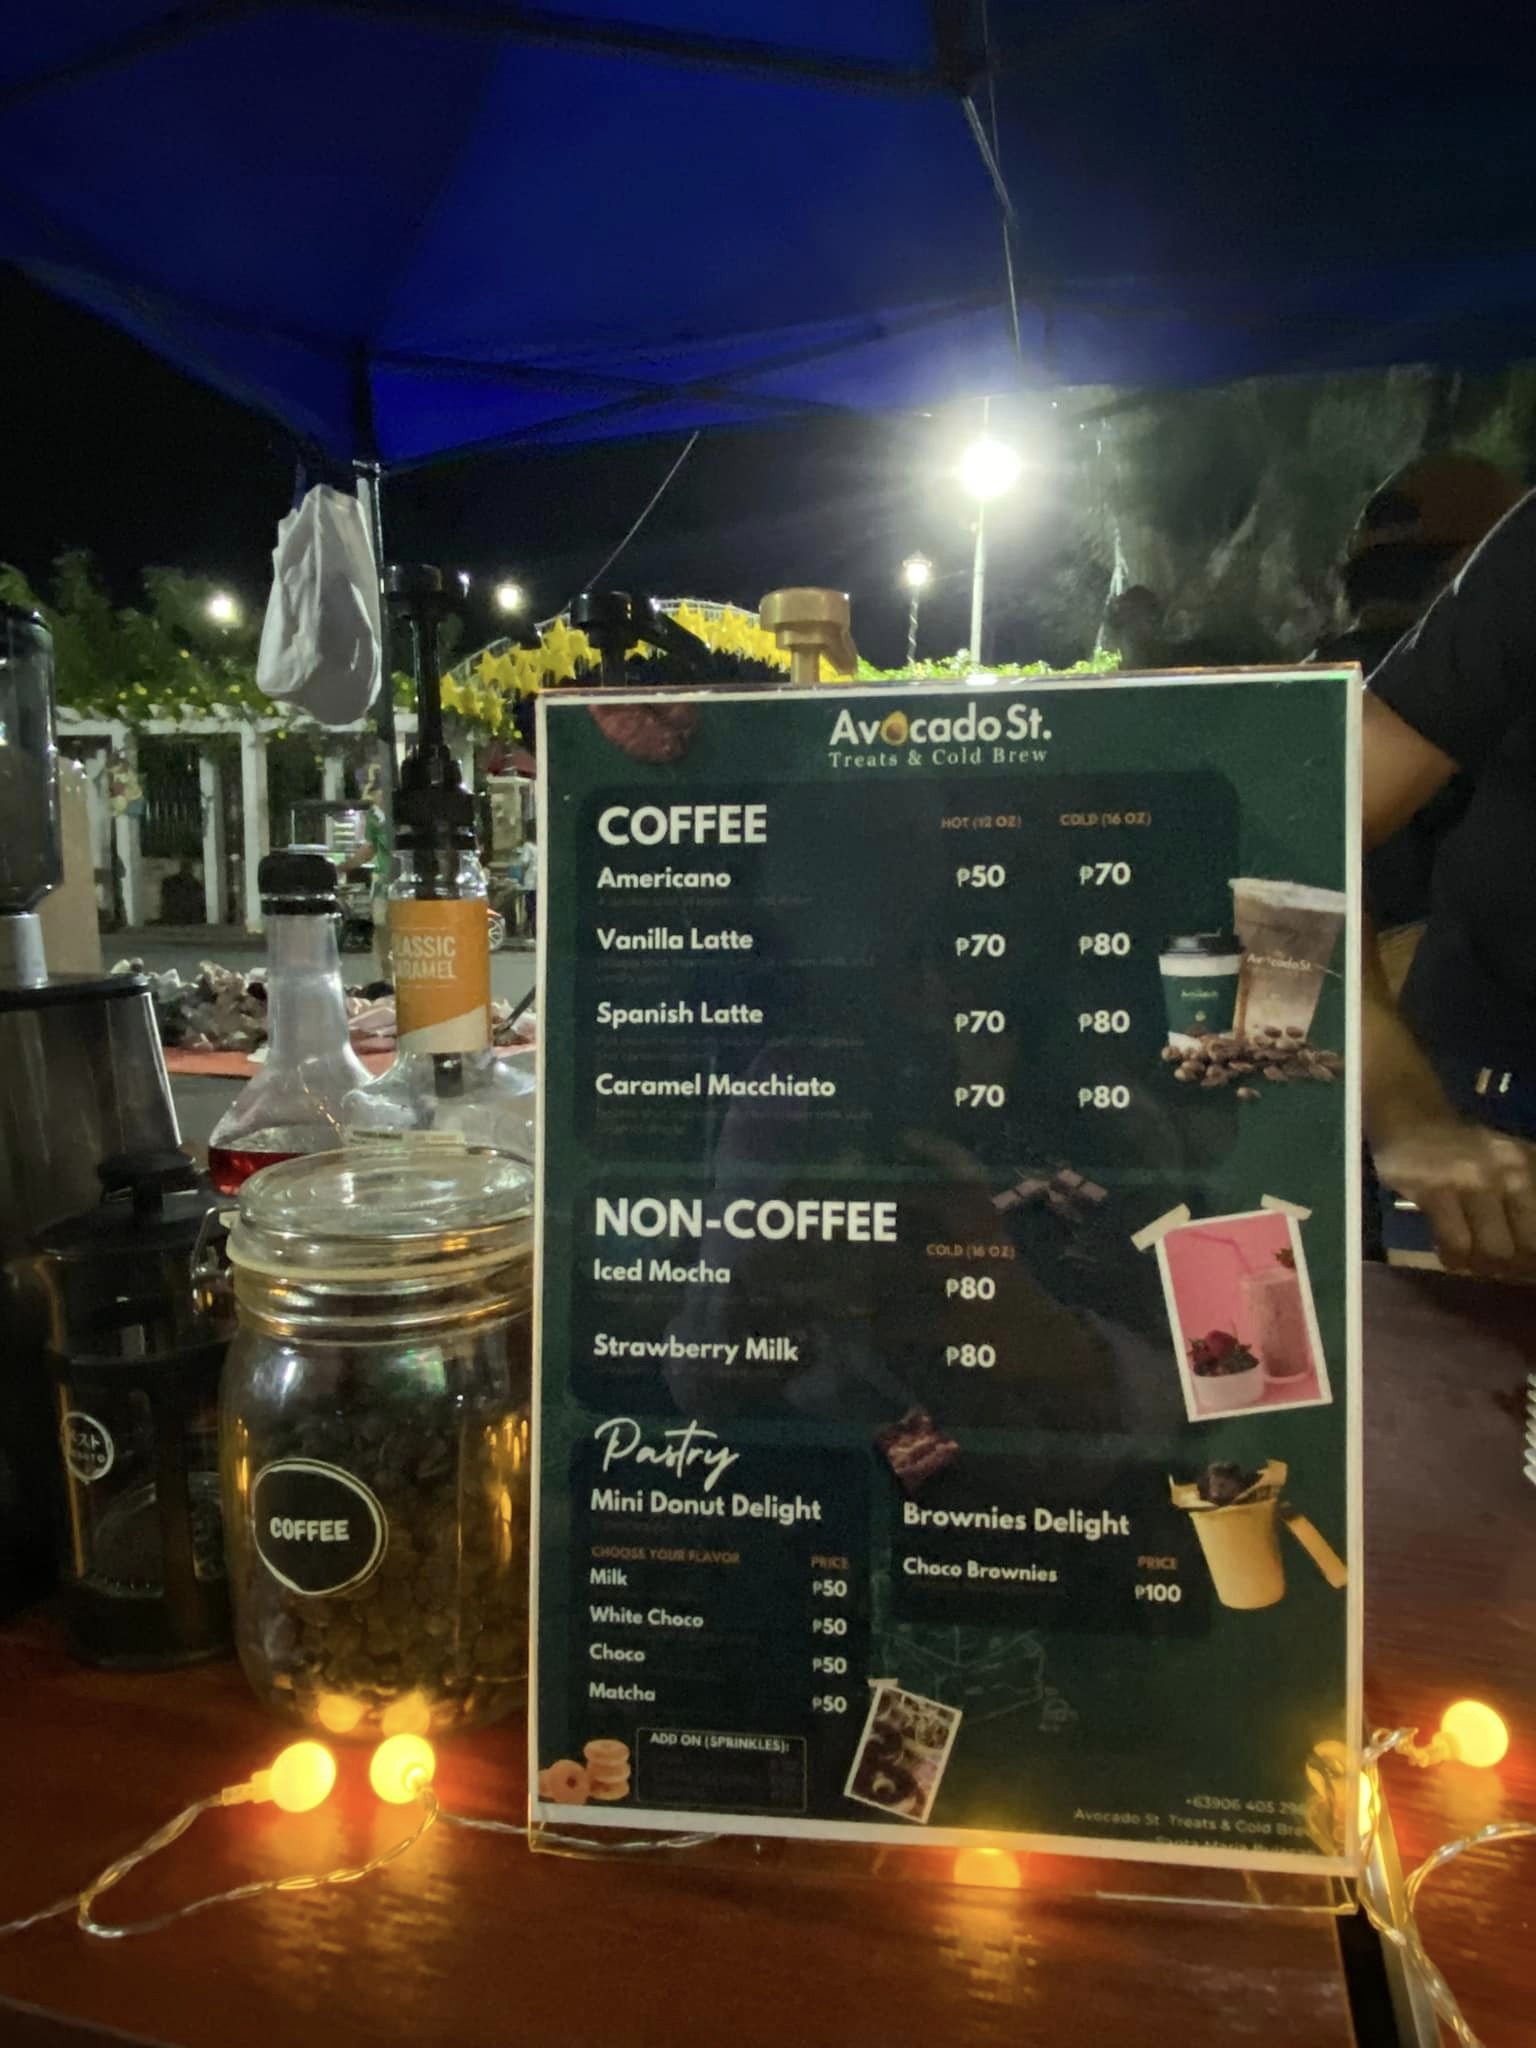 Avocado St.
Treats & Cold Brew
COFFEE
HOT (12 OZ) COLD (16 OZ)
Americano ₱50 ₱70
Vanilla Latte ₱70 ₱80
Spanish Latte ₱70 ₱80
Caramel Macchiato ₱70 ₱80
NON-COFFEE
COLD (16 OZ)
Iced Mocha ₱80
Strawberry Milk ₱80
Pastry
Mini Donut Delight
CHOOSE YOUR FLAVOR PRICE
Milk ₱50
White Choco ₱50
Choco ₱50
Matcha ₱50
ADD ON (SPRINKLES):
Brownies Delight
PRICE
Choco Brownies ₱100
+63906 405
Avocado St. Treats & Cold
AvocadoSt
CLASSIC
CARAMEL
COFFEE